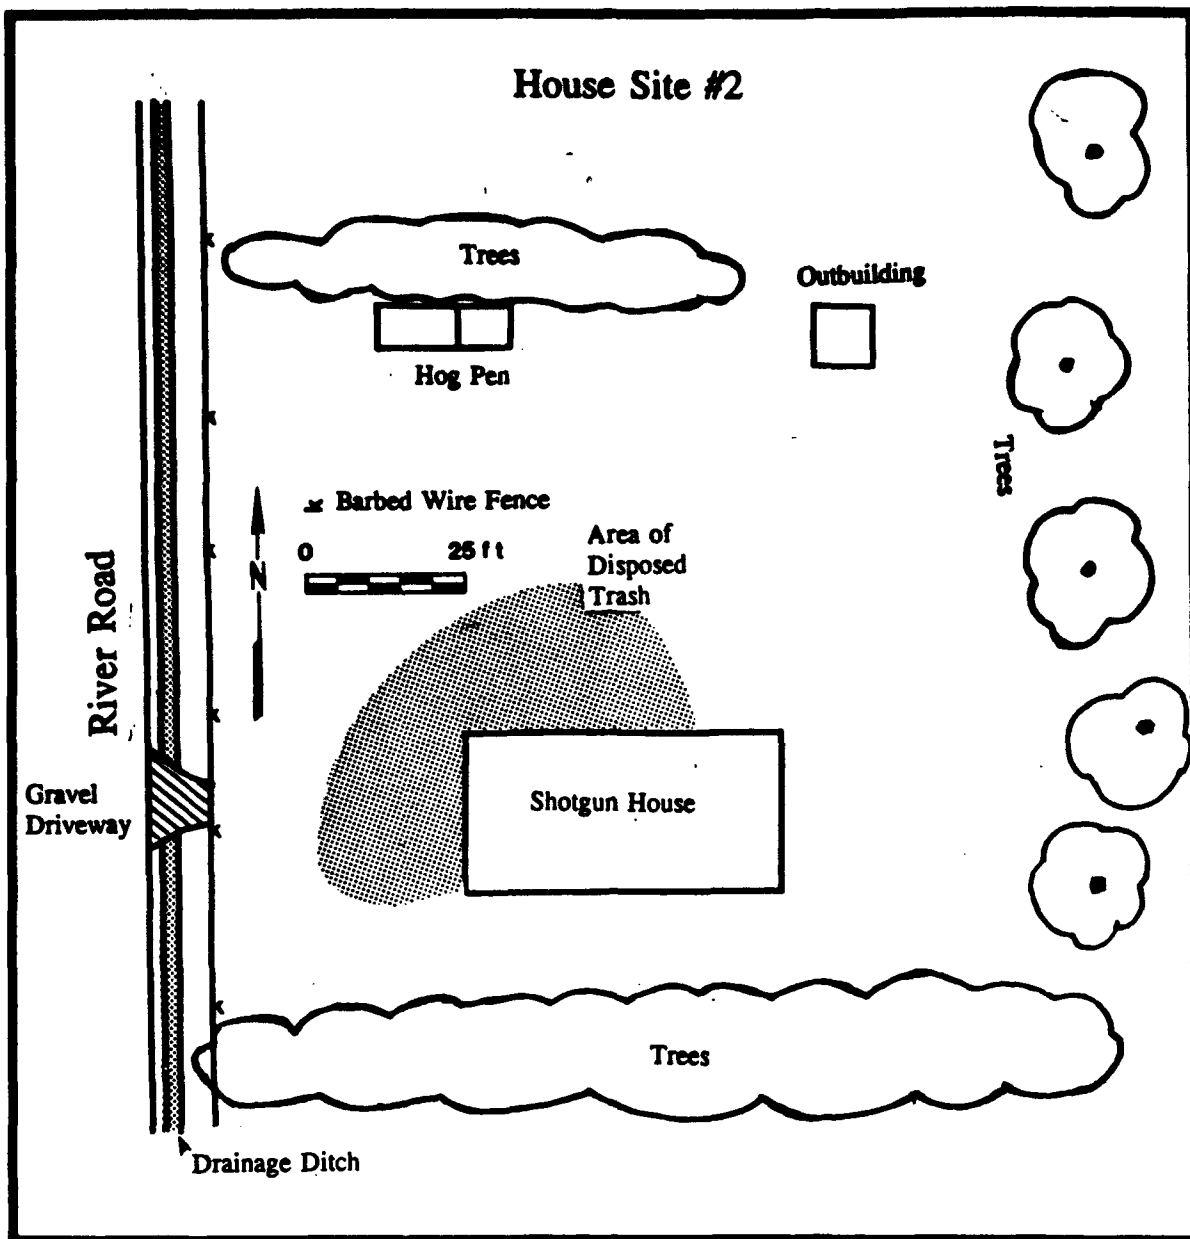 House Site #2
Trees
Outbuilding
Hog Pen
Trees
Barbed Wire Fence
0 25 ft
Area of
Disposed
Trash
N
River Road
Gravel
Driveway
Shotgun House
Trees
Drainage Ditch